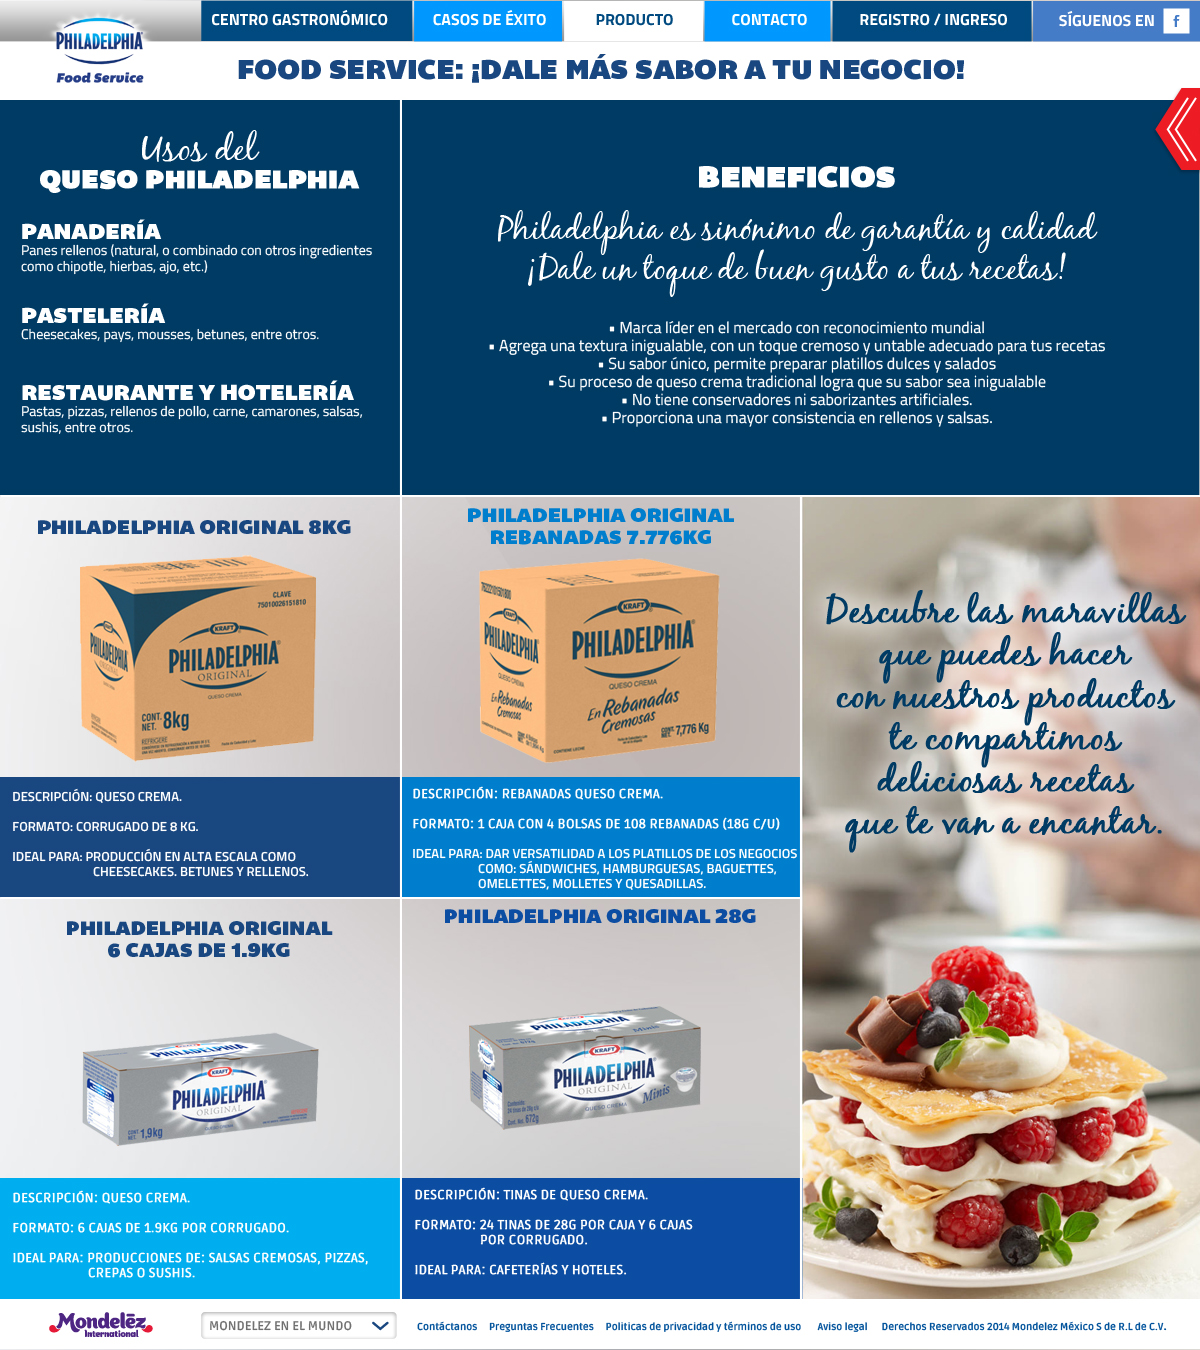 CENTRO GASTRONÓMICO
CASOS DE ÉXITO
PRODUCTO
CONTACTO
REGISTRO / INGRESO
SÍGUENOS EN f
PHILADELPHIA
Food Service
FOOD SERVICE: ¡DALE MÁS SABOR A TU NEGOCIO!
Usos del
QUESO PHILADELPHIA
PANADERÍA
Panes rellenos (natural, o combinado con otros ingredientes
como chipotle, hierbas, ajo, etc.)
PASTELERÍA
Cheesecakes, pays, mousses, betunes, entre otros.
RESTAURANTE Y HOTELERÍA
Pastas, pizzas, rellenos de pollo, carne, camarones, salsas,
sushis, entre otros.
BENEFICIOS
Philadelphia es sinónimo de garantía y calidad
¡Dale un toque de buen gusto a tus recetas!
▪ Marca líder en el mercado con reconocimiento mundial
▪ Agrega una textura inigualable, con un toque cremoso y untable adecuado para tus recetas
▪ Su sabor único, permite preparar platillos dulces y salados
▪ Su proceso de queso crema tradicional logra que su sabor sea inigualable
▪ No tiene conservadores ni saborizantes artificiales.
▪ Proporciona una mayor consistencia en rellenos y salsas.
PHILADELPHIA ORIGINAL 8KG
CLAVE
75010026151810
KRAFT
PHILADELPHIA
ORIGINAL
QUESO CREMA
PHILADELPHIA
CONT.
NET. 8kg
REFRIGERE
DESCRIPCIÓN: QUESO CREMA.
FORMATO: CORRUGADO DE 8 KG.
IDEAL PARA: PRODUCCIÓN EN ALTA ESCALA COMO
CHEESECAKES. BETUNES Y RELLENOS.
PHILADELPHIA ORIGINAL
REBANADAS 7.776KG
KRAFT
PHILADELPHIA
QUESO CREMA
En Rebanadas
Cremosas
CONT.
NET. 7,776 Kg
KRAFT
PHILADELPHIA
QUESO CREMA
En Rebanadas
Cremosas
DESCRIPCIÓN: REBANADAS QUESO CREMA.
FORMATO: 1 CAJA CON 4 BOLSAS DE 108 REBANADAS (18G C/U)
IDEAL PARA: DAR VERSATILIDAD A LOS PLATILLOS DE LOS NEGOCIOS
COMO: SÁNDWICHES, HAMBURGUESAS, BAGUETTES,
OMELETTES, MOLLETES Y QUESADILLAS.
Descubre las maravillas
que puedes hacer
con nuestros productos
te compartimos
deliciosas recetas
que te van a encantar.
PHILADELPHIA ORIGINAL
6 CAJAS DE 1.9KG
PHILADELPHIA
KRAFT
PHILADELPHIA
ORIGINAL
QUESO CREMA
CONT.
NET. 1,9kg
DESCRIPCIÓN: QUESO CREMA.
FORMATO: 6 CAJAS DE 1.9KG POR CORRUGADO.
IDEAL PARA: PRODUCCIONES DE: SALSAS CREMOSAS, PIZZAS,
CREPAS O SUSHIS.
PHILADELPHIA ORIGINAL 28G
PHILADELPHIA
Minis
KRAFT
PHILADELPHIA
ORIGINAL
QUESO CREMA
Minis
Cont. Net. 672g
DESCRIPCIÓN: TINAS DE QUESO CREMA.
FORMATO: 24 TINAS DE 28G POR CAJA Y 6 CAJAS
POR CORRUGADO.
IDEAL PARA: CAFETERÍAS Y HOTELES.
Mondelēz
International
MONDELEZ EN EL MUNDO
Contáctanos
Preguntas Frecuentes
Politicas de privacidad y términos de uso
Aviso legal
Derechos Reservados 2014 Mondelez México S de R.L de C.V.